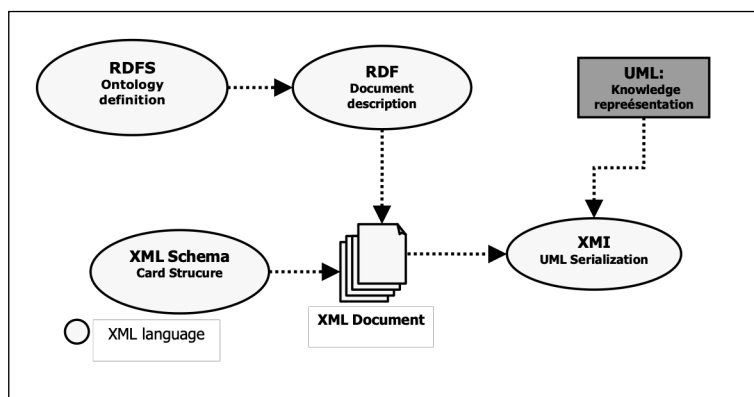 RDFS
Ontology
definition
RDF
Document
description
UML:
Knowledge
repreésentation
XML Schema
Card Strucure
XMI
UML Serialization
XML Document
XML language